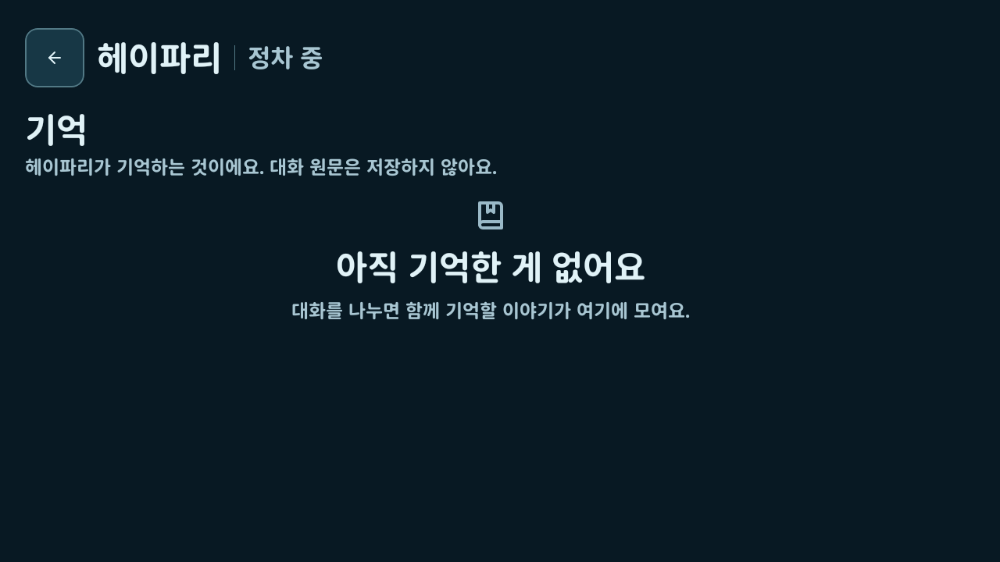 헤이파리
정차 중
기억
헤이파리가 기억하는 것이에요. 대화 원문은 저장하지 않아요.
아직 기억한 게 없어요
대화를 나누면 함께 기억할 이야기가 여기에 모여요.